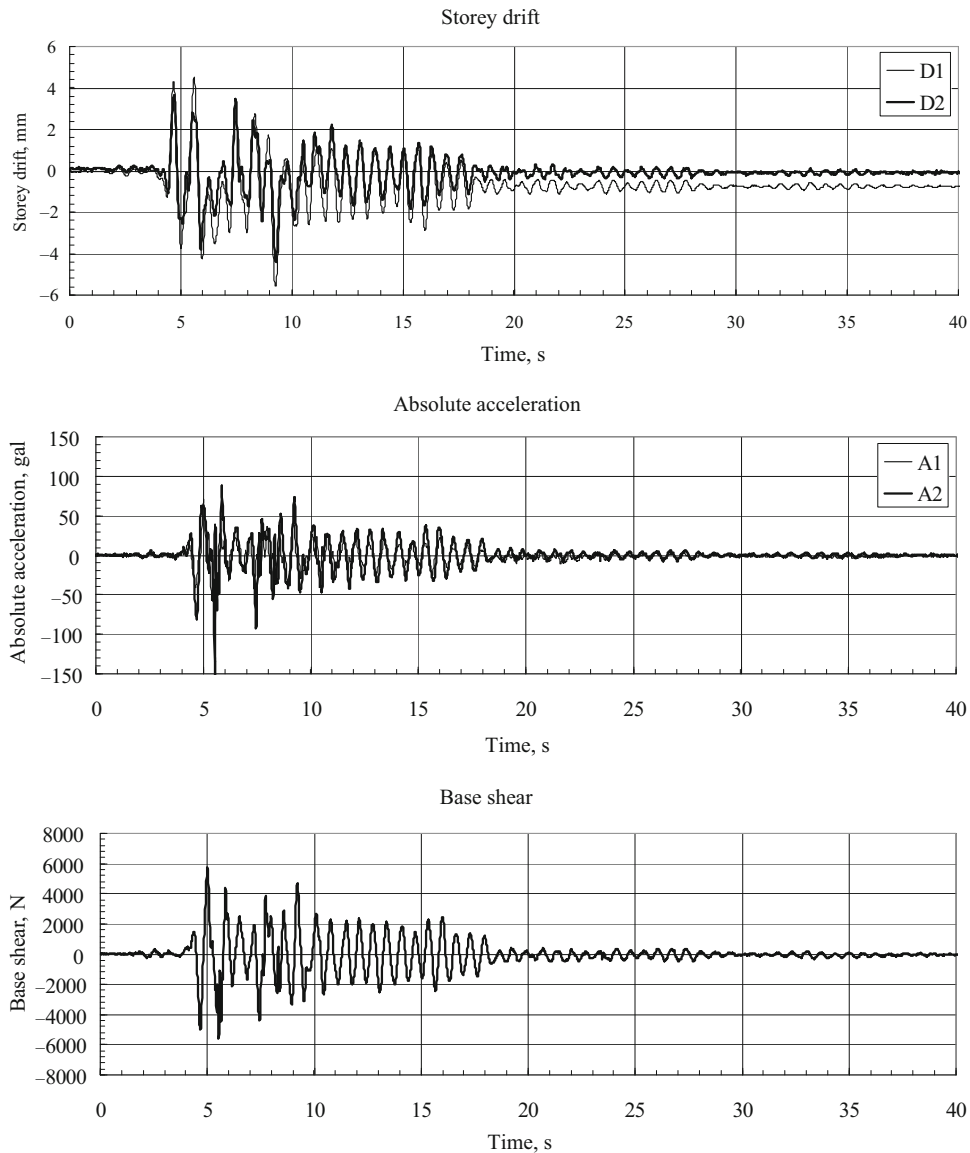 Storey drift
6
4
2
0
−2
−4
−6
Storey drift, mm
D1
D2
0 5 10 15 20 25 30 35 40
Time, s
Absolute acceleration
150
100
50
0
−50
−100
−150
Absolute acceleration, gal
A1
A2
0 5 10 15 20 25 30 35 40
Time, s
Base shear
8000
6000
4000
2000
0
−2000
−4000
−6000
−8000
Base shear, N
0 5 10 15 20 25 30 35 40
Time, s